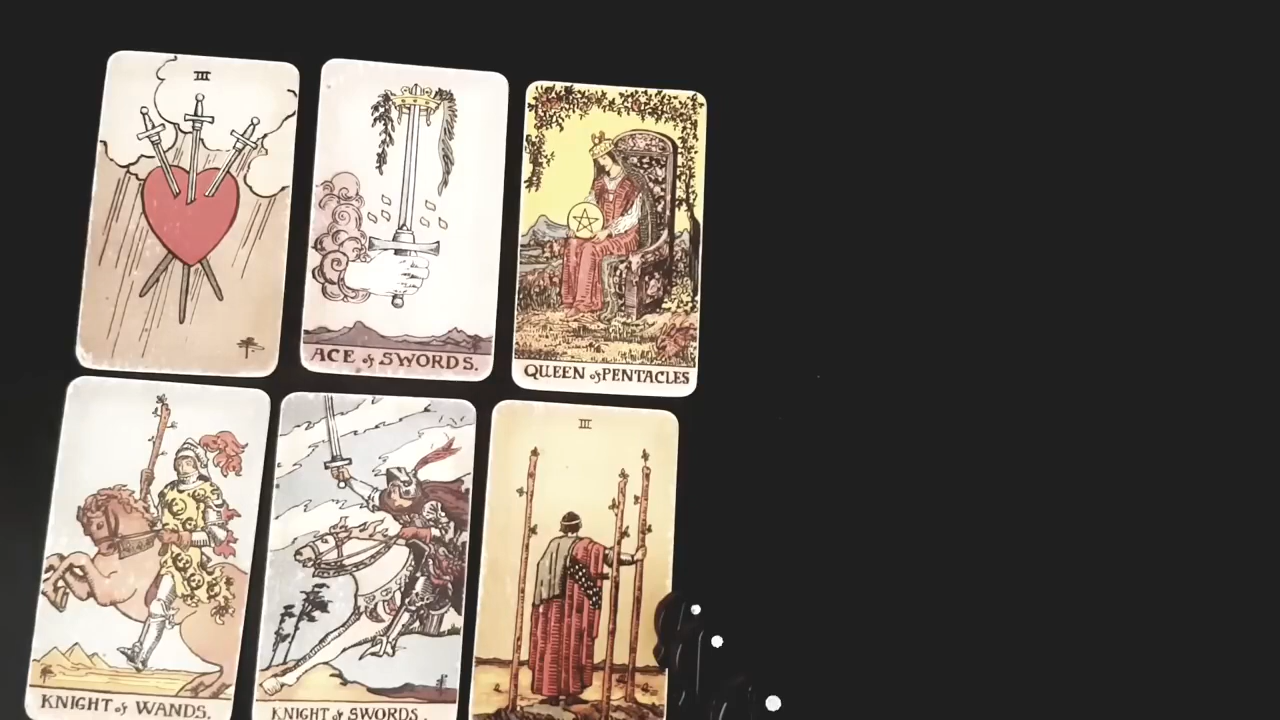 III
ACE of SWORDS.
QUEEN of PENTACLES
KNIGHT of WANDS.
KNIGHT of SWORDS.
III